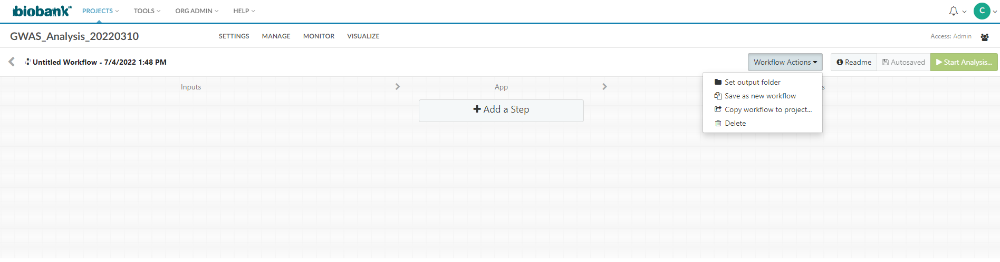 biobank uk PROJECTS TOOLS ORG ADMIN HELP C
GWAS_Analysis_20220310 SETTINGS MANAGE MONITOR VISUALIZE Access: Admin
Untitled Workflow - 7/4/2022 1:48 PM Workflow Actions Readme Autosaved Start Analysis...
Inputs App
Set output folder
Save as new workflow
Copy workflow to project...
Delete
Add a Step